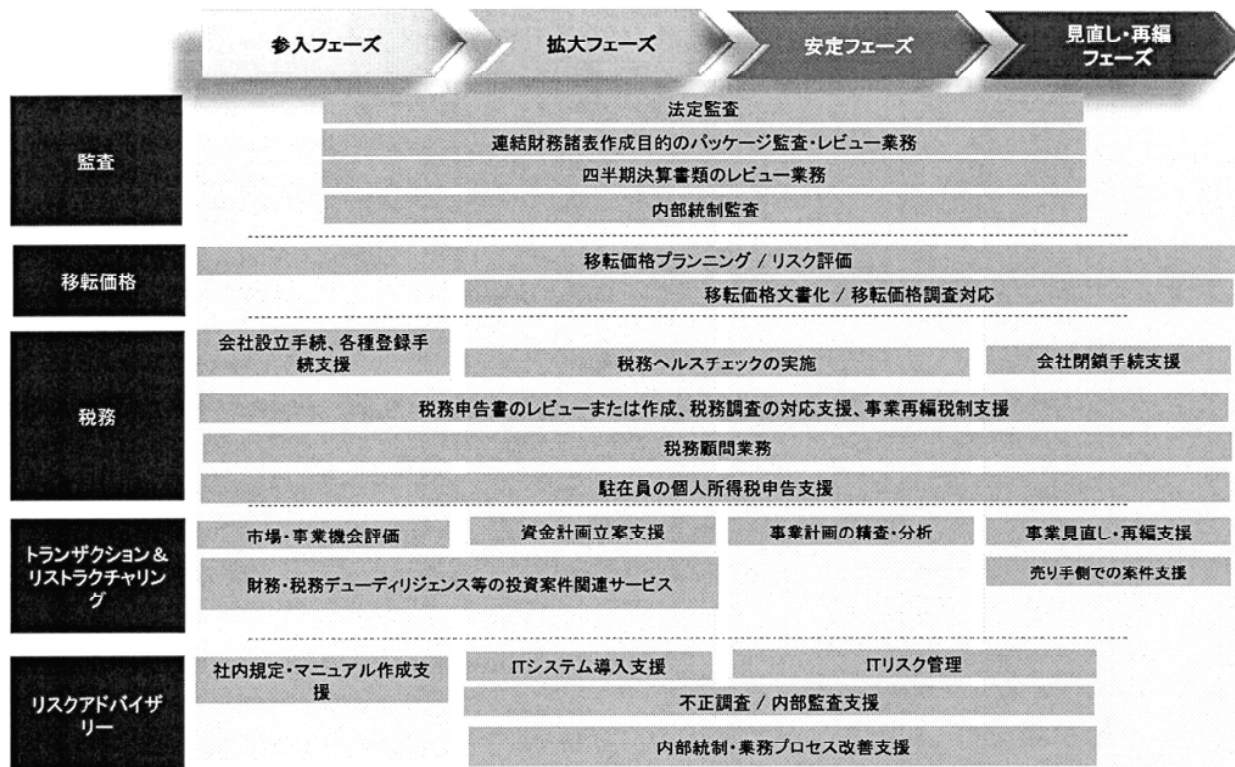 参入フェーズ
拡大フェーズ
安定フェーズ
見直し・再編
フェーズ
監査
法定監査
連結財務諸表作成目的のパッケージ監査・レビュー業務
四半期決算書類のレビュー業務
内部統制監査
移転価格
移転価格プランニング / リスク評価
移転価格文書化 / 移転価格調査対応
税務
会社設立手続、各種登録手
続支援
税務ヘルスチェックの実施
会社閉鎖手続支援
税務申告書のレビューまたは作成、税務調査の対応支援、事業再編税制支援
税務顧問業務
駐在員の個人所得税申告支援
トランザクション＆
リストラクチャリン
グ
市場・事業機会評価
資金計画立案支援
事業計画の精査・分析
事業見直し・再編支援
財務・税務デューディリジェンス等の投資案件関連サービス
売り手側での案件支援
リスクアドバイザ
リー
社内規定・マニュアル作成支
援
ITシステム導入支援
ITリスク管理
不正調査 / 内部監査支援
内部統制・業務プロセス改善支援